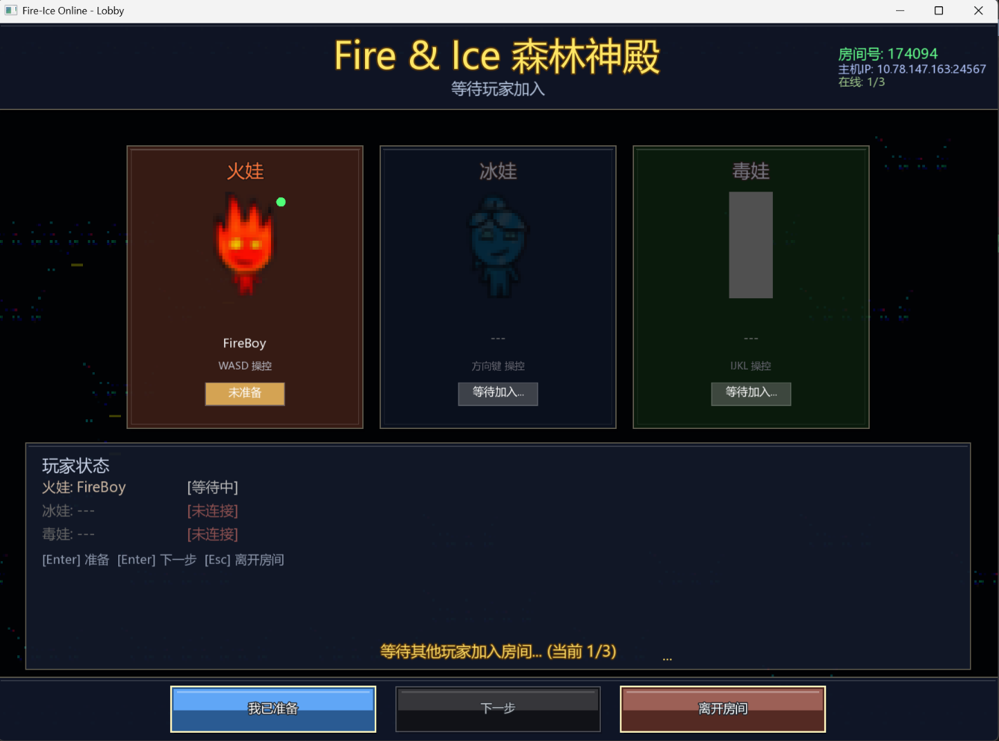 Fire-Ice Online - Lobby
Fire & Ice 森林神殿
等待玩家加入
房间号: 174094
主机IP: 10.78.147.163:24567
在线: 1/3
火娃
FireBoy
WASD 操控
未准备
冰娃
---
方向键 操控
等待加入...
毒娃
---
IJKL 操控
等待加入...
玩家状态
火娃: FireBoy [等待中]
冰娃: --- [未连接]
毒娃: --- [未连接]
[Enter] 准备 [Enter] 下一步 [Esc] 离开房间
等待其他玩家加入房间... (当前 1/3) ...
我已准备
下一步
离开房间